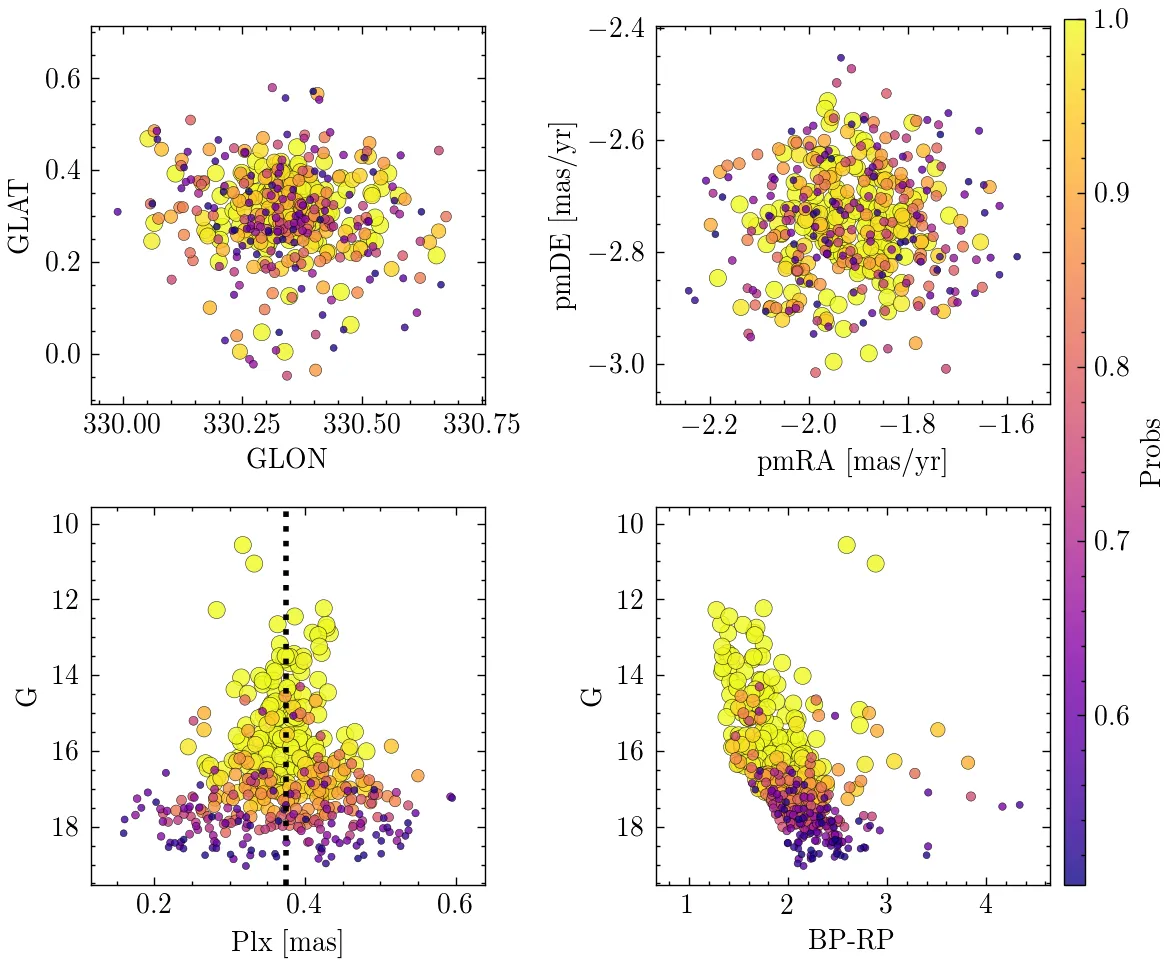 0.6
0.4
0.2
0.0
GLAT
330.00 330.25 330.50 330.75
GLON
−2.4
−2.6
−2.8
−3.0
pmDE [mas/yr]
−2.2 −2.0 −1.8 −1.6
pmRA [mas/yr]
10
12
14
16
18
G
0.2 0.4 0.6
Plx [mas]
10
12
14
16
18
G
1 2 3 4
BP-RP
1.0
0.9
0.8
0.7
0.6
Probs